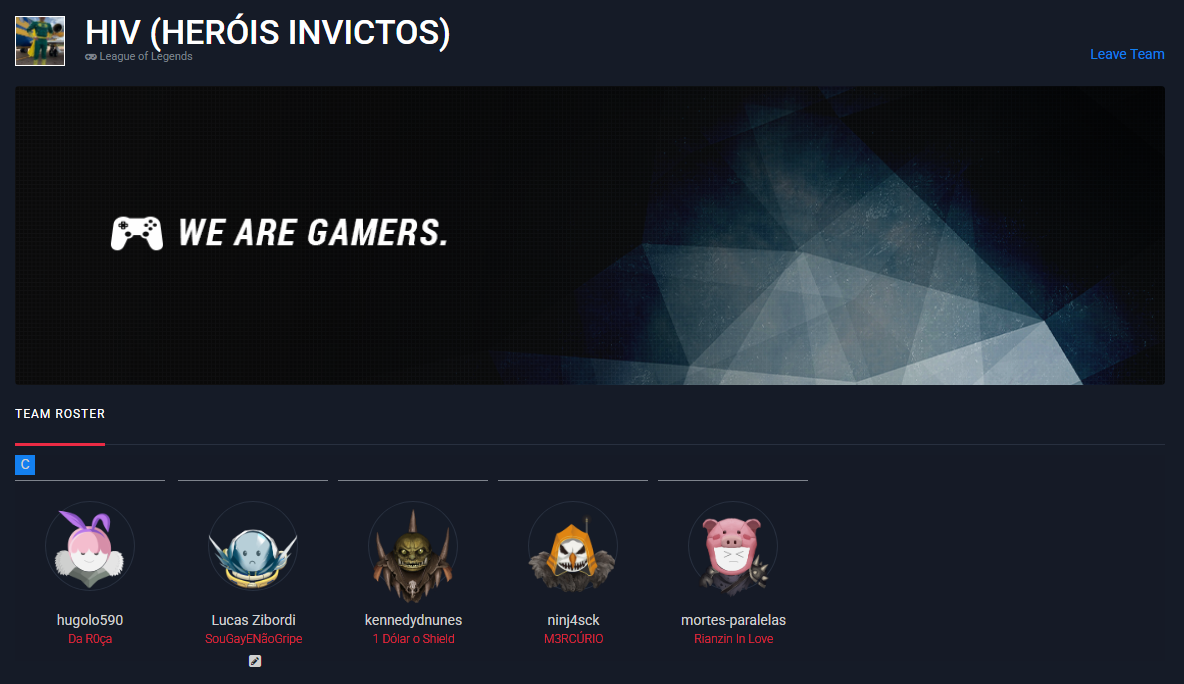 HIV (HERÓIS INVICTOS)
League of Legends
Leave Team
WE ARE GAMERS.
TEAM ROSTER
C
hugolo590
Da R0ça
Lucas Zibordi
SouGayENãoGripe
kennedydnunes
1 Dólar o Shield
ninj4sck
M3RCÚRIO
mortes-paralelas
Rianzin In Love